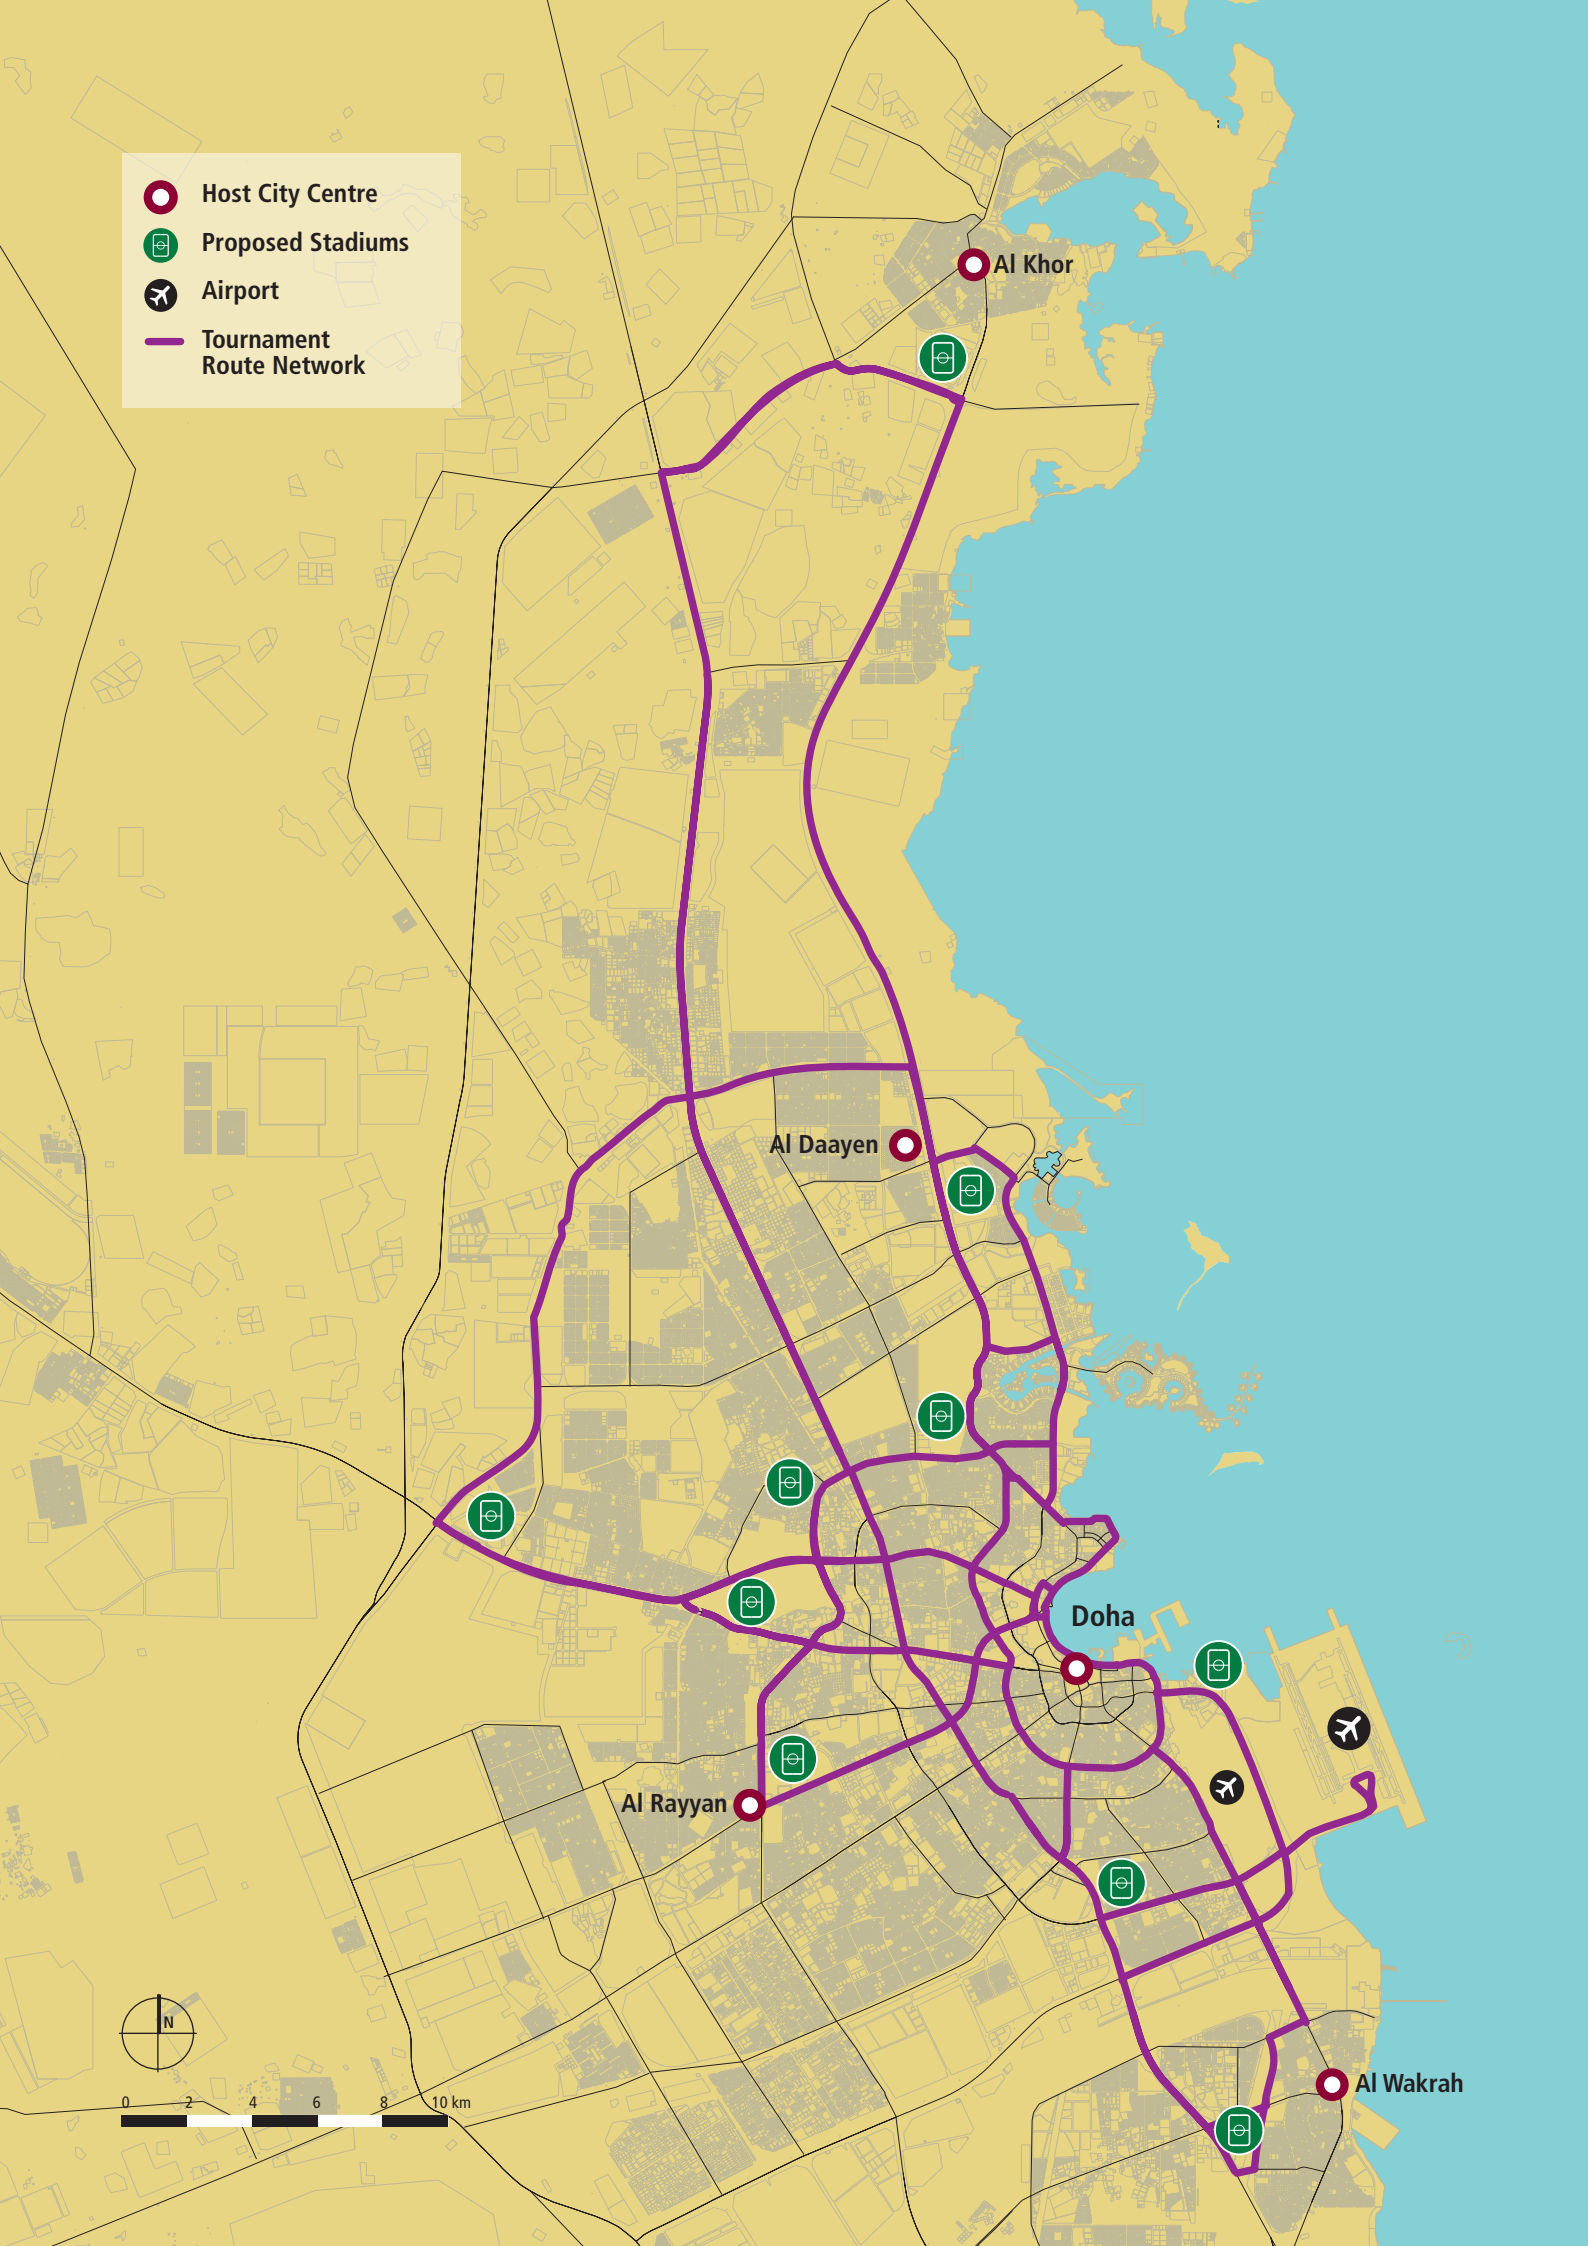 Host City Centre
Proposed Stadiums
Airport
Tournament
Route Network
Al Khor
Al Daayen
Doha
Al Rayyan
Al Wakrah
N
0 2 4 6 8 10 km